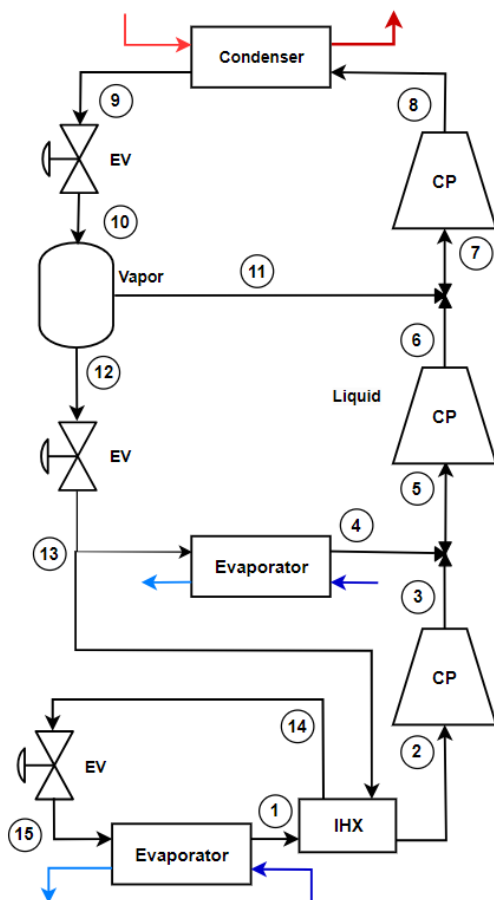 Condenser
9
8
EV
CP
10
7
Vapor
11
6
12
Liquid
CP
EV
5
4
13
Evaporator
3
CP
14
2
EV
1
IHX
15
Evaporator